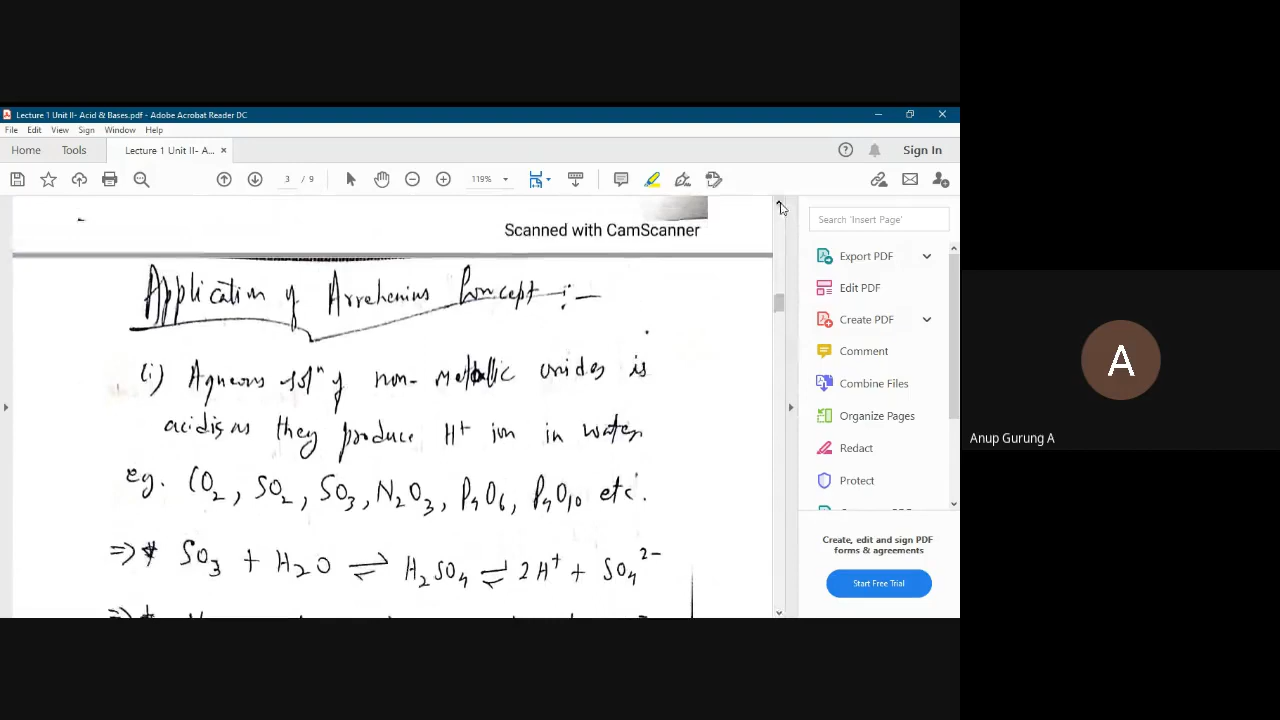 Lecture 1 Unit II- Acid & Bases.pdf - Adobe Acrobat Reader DC
File Edit View Sign Window Help
Home Tools Lecture 1 Unit II- A... × Sign In
3 / 9 119%
Scanned with CamScanner
Search 'Insert Page'
Application of Arrehenius Concept :-
(i) Aqueous solⁿ of non-metallic oxides is
acidic as they produce H⁺ ion in water
eg. CO₂, SO₂, SO₃, N₂O₃, P₄O₆, P₄O₁₀ etc.
=>* SO₃ + H₂O ⇌ H₂SO₄ ⇌ 2H⁺ + SO₄²⁻
Export PDF
Edit PDF
Create PDF
Comment
Combine Files
Organize Pages
Redact
Protect
Create, edit and sign PDF
forms & agreements
Start Free Trial
A
Anup Gurung A